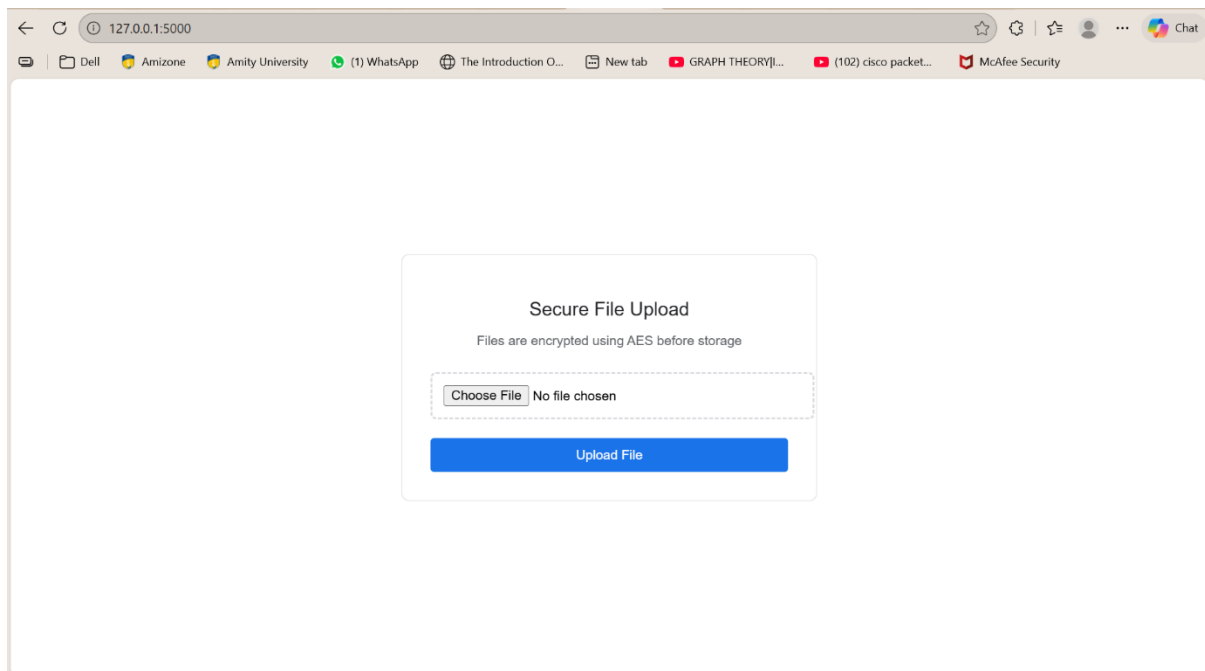 127.0.0.1:5000
Chat
Dell Amizone Amity University (1) WhatsApp The Introduction O... New tab GRAPH THEORY|I... (102) cisco packet... McAfee Security
Secure File Upload
Files are encrypted using AES before storage
Choose File No file chosen
Upload File